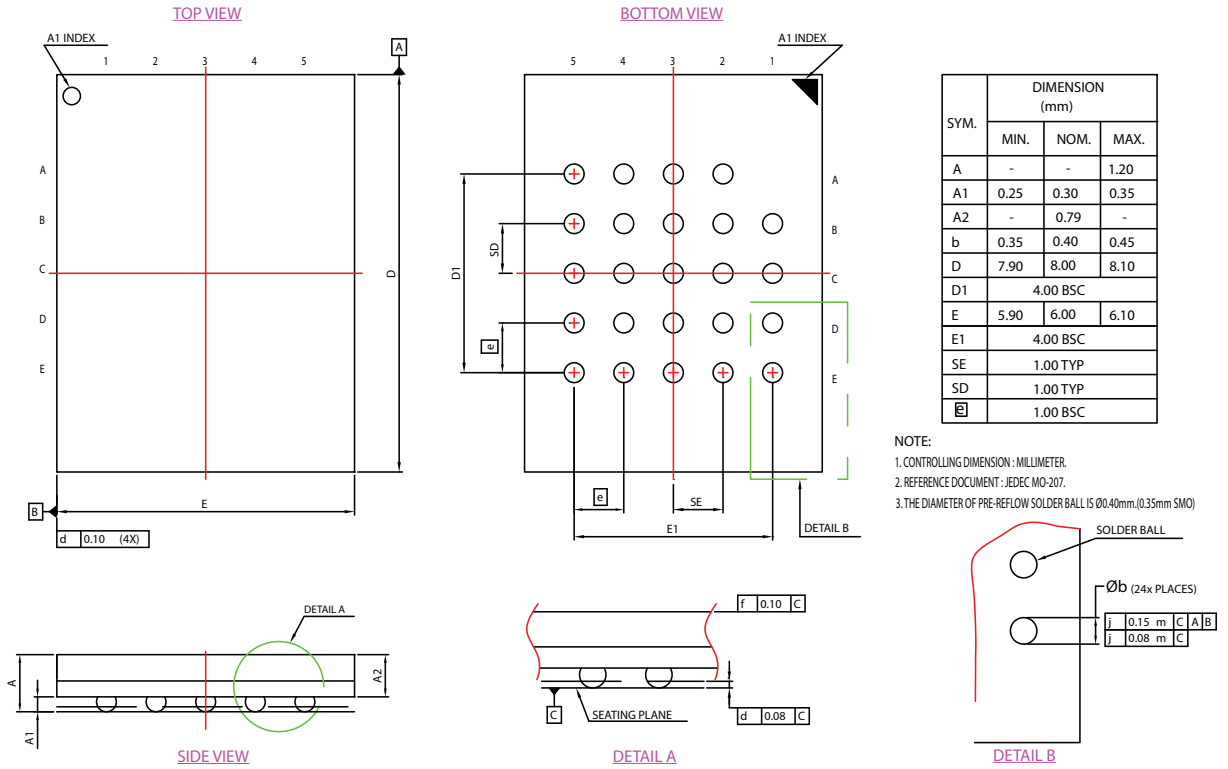 TOP VIEW
A1 INDEX
1 2 3 4 5
A
A
B
C
D
E
D
B
E
d 0.10 (4X)
BOTTOM VIEW
A1 INDEX
5 4 3 2 1
A
B
C
D
E
D1
SD
e
e
SE
E1
DETAIL B
SYM. DIMENSION
(mm)
MIN. NOM. MAX.
A - - 1.20
A1 0.25 0.30 0.35
A2 - 0.79 -
b 0.35 0.40 0.45
D 7.90 8.00 8.10
D1 4.00 BSC
E 5.90 6.00 6.10
E1 4.00 BSC
SE 1.00 TYP
SD 1.00 TYP
e 1.00 BSC
NOTE:
1. CONTROLLING DIMENSION : MILLIMETER.
2. REFERENCE DOCUMENT : JEDEC MO-207.
3. THE DIAMETER OF PRE-REFLOW SOLDER BALL IS Ø0.40mm.(0.35mm SMO)
DETAIL A
A
A1
A2
SIDE VIEW
f 0.10 C
C
SEATING PLANE
d 0.08 C
DETAIL A
SOLDER BALL
Øb (24x PLACES)
j 0.15 m C A B
j 0.08 m C
DETAIL B